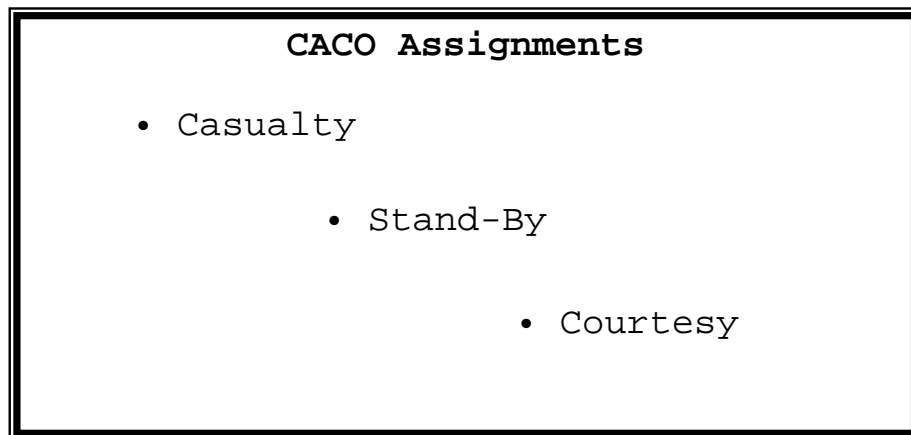 CACO Assignments
• Casualty
• Stand-By
• Courtesy